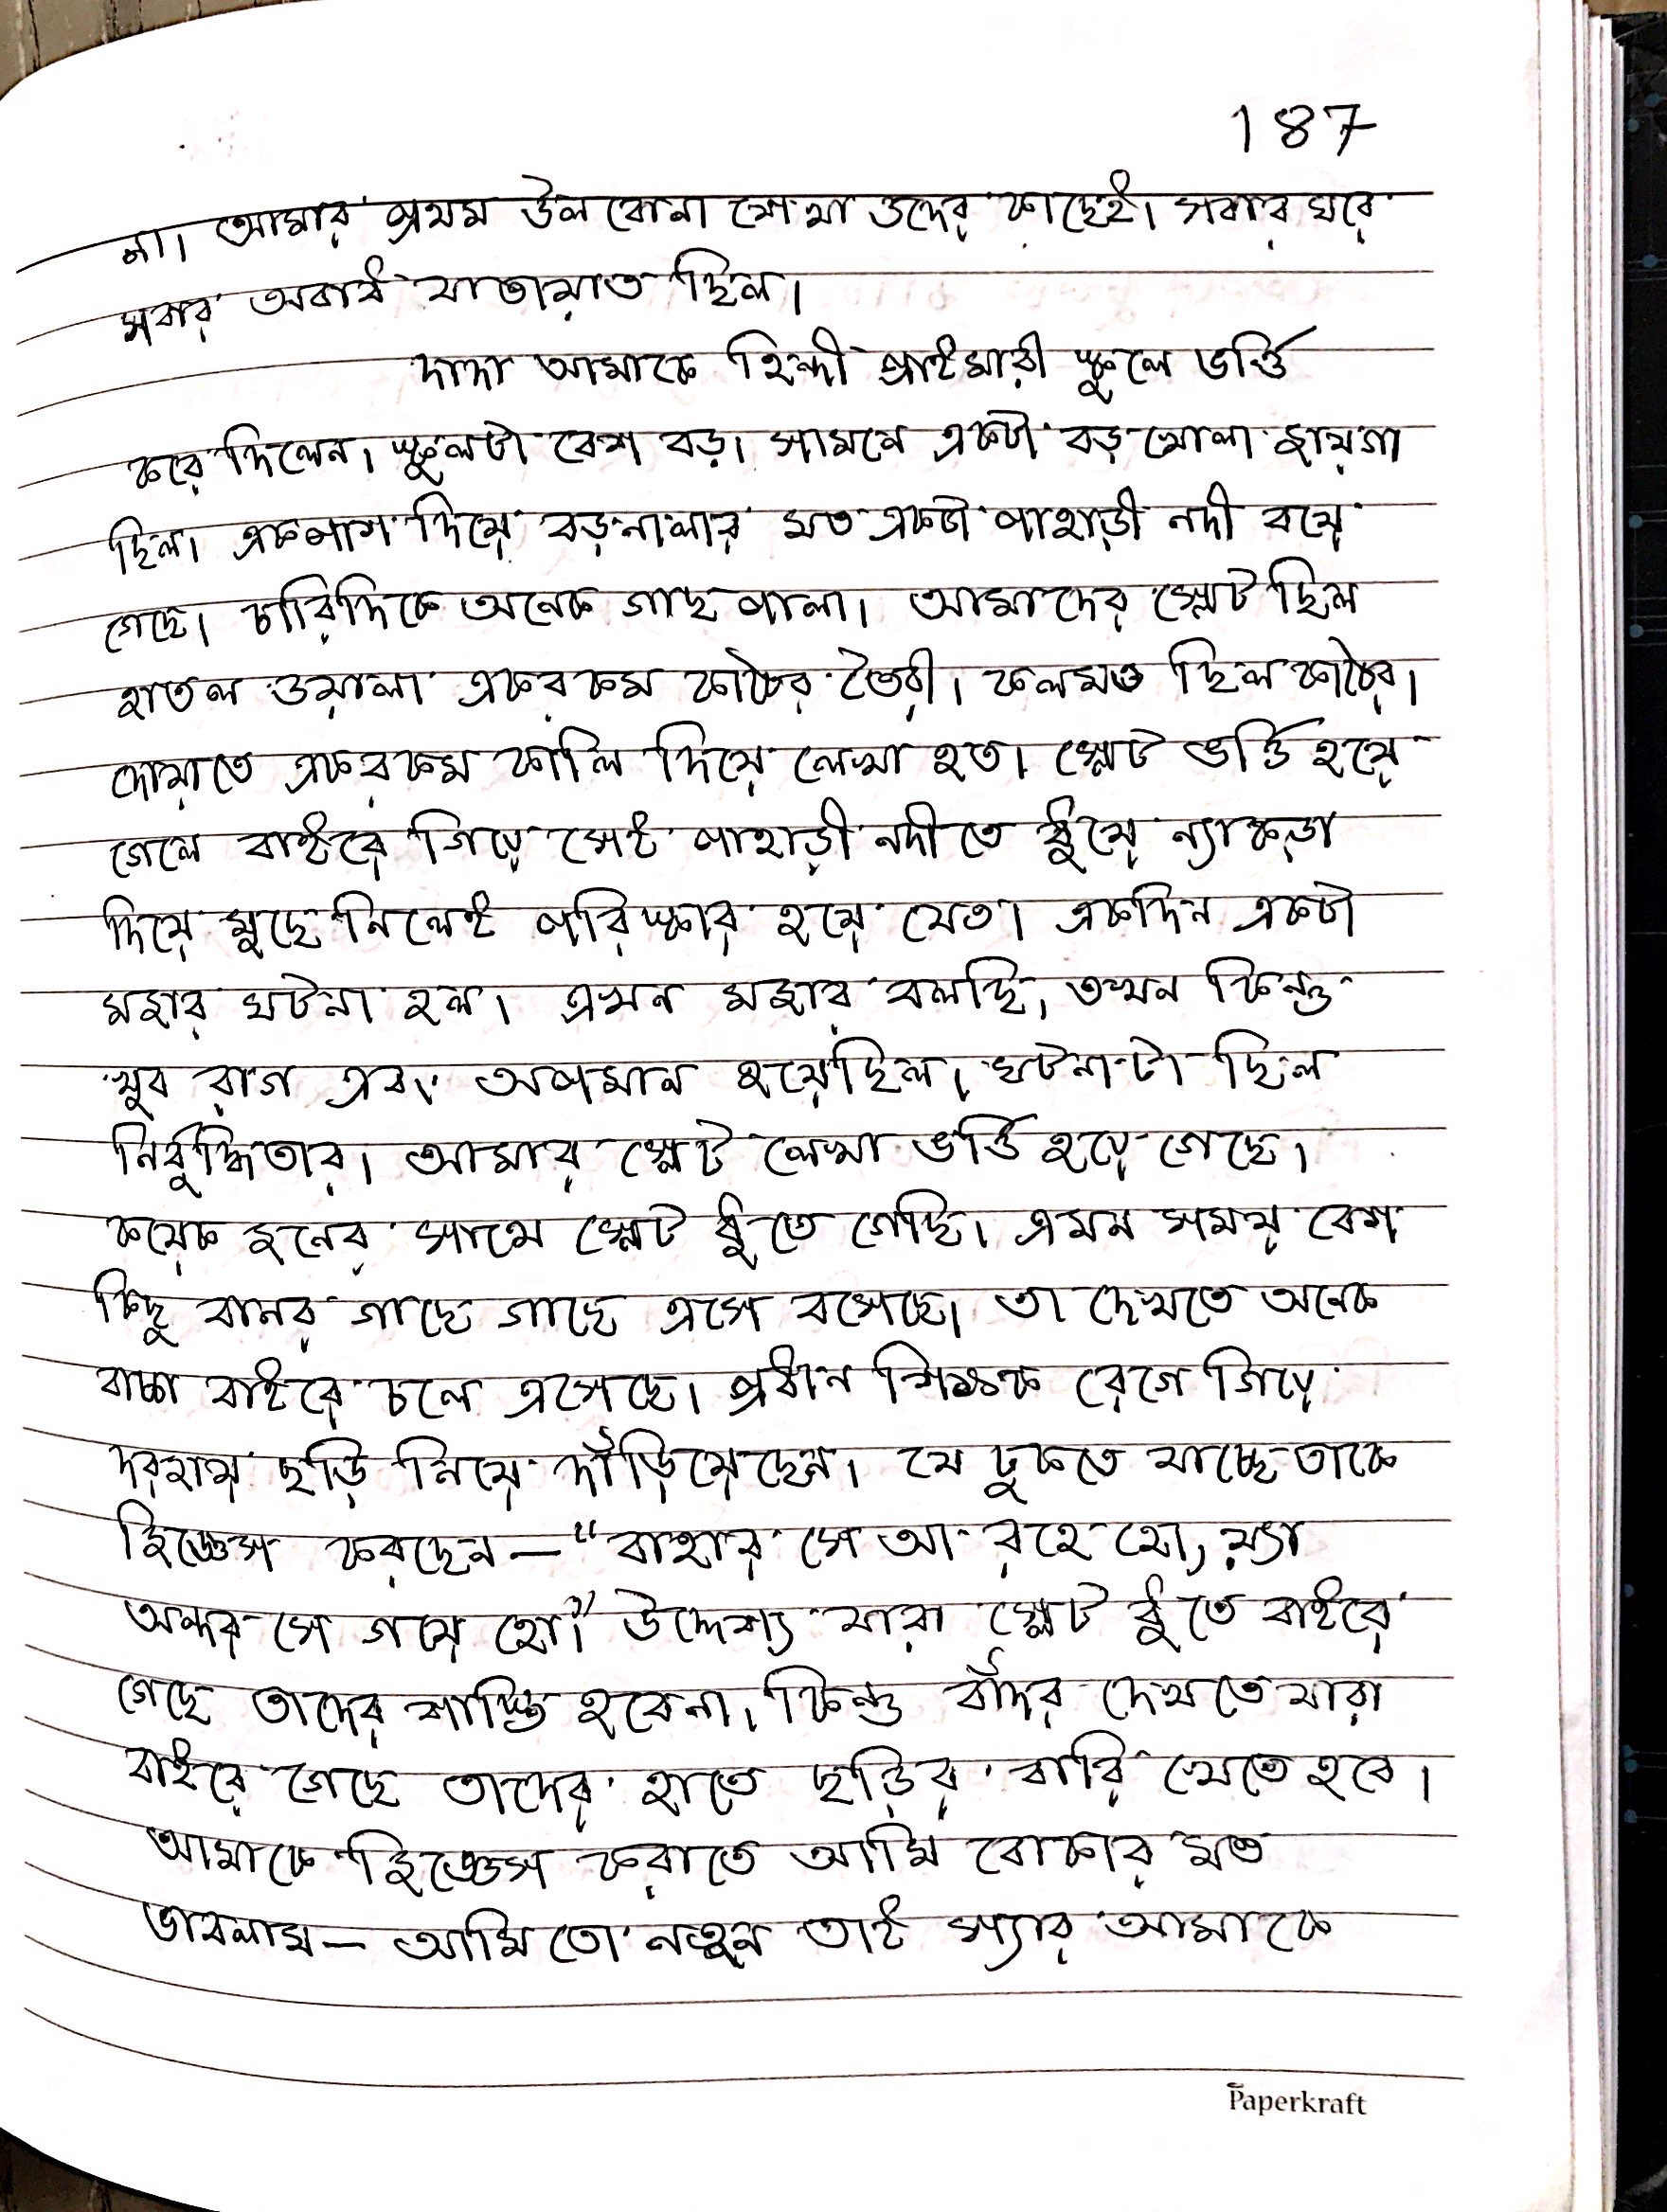 187
না। আমার প্রথম উল বোনা শেখা ওদের কাছেই। সবার ঘরে
সবার অবাধ যাতায়াত ছিল।
দাদা আমাকে হিন্দী প্রাইমারী স্কুলে ভর্ত্তি
করে দিলেন। স্কুলটা বেশ বড়। সামনে একটা বড় খোলা জায়গা
ছিল। একপাশ দিয়ে বড় নালার মত একটা পাহাড়ী নদী বয়ে
গেছে। চারিদিকে অনেক গাছ পালা। আমাদের স্লেট ছিল
হাতল ওয়ালা একরকম কাঠের তৈরী। কলমও ছিল কাঠের।
দোয়াতে একরকম কালি দিয়ে লেখা হত। স্লেট ভর্ত্তি হয়ে
গেলে বাইরে গিয়ে সেই পাহাড়ী নদীতে ধুঁয়ে ন্যাকড়া
দিয়ে মুছে নিলেই পরিস্কার হয়ে যেত। একদিন একটা
মজার ঘটনা হল। এখন মজার বলছি, তখন কিন্তু
খুব রাগ এবং অপমান হয়েছিল। ঘটনাটা ছিল
নির্বুদ্ধিতার। আমার স্লেট লেখা ভর্ত্তি হয়ে গেছে।
কয়েক জনের সাথে স্লেট ধুঁতে গেছি। এমন সময় বেশ
কিছু বানর গাছে গাছে এসে বসেছে। তা দেখতে অনেক
বাচ্চা বাইরে চলে এসেছে। প্রধান শিক্ষক রেগে গিয়ে
দরজায় ছড়ি নিয়ে দাঁড়িয়েছেন। যে ঢুকতে যাচ্ছে তাকে
জিজ্ঞেস করছেন — "বাহার সে আ রহে হো, য়্যা
অন্দর সে গয়ে হো।" উদ্দেশ্য যারা স্লেট ধুঁতে বাইরে
গেছে তাদের শাস্তি হবেনা। কিন্তু বাঁদর দেখতে যারা
বাইরে গেছে তাদের হাতে ছড়ির বারি খেতে হবে।
আমাকে জিজ্ঞেস করাতে আমি বোকার মত
ভাবলাম — আমি তো নতুন তাই স্যার আমাকে
Paperkraft